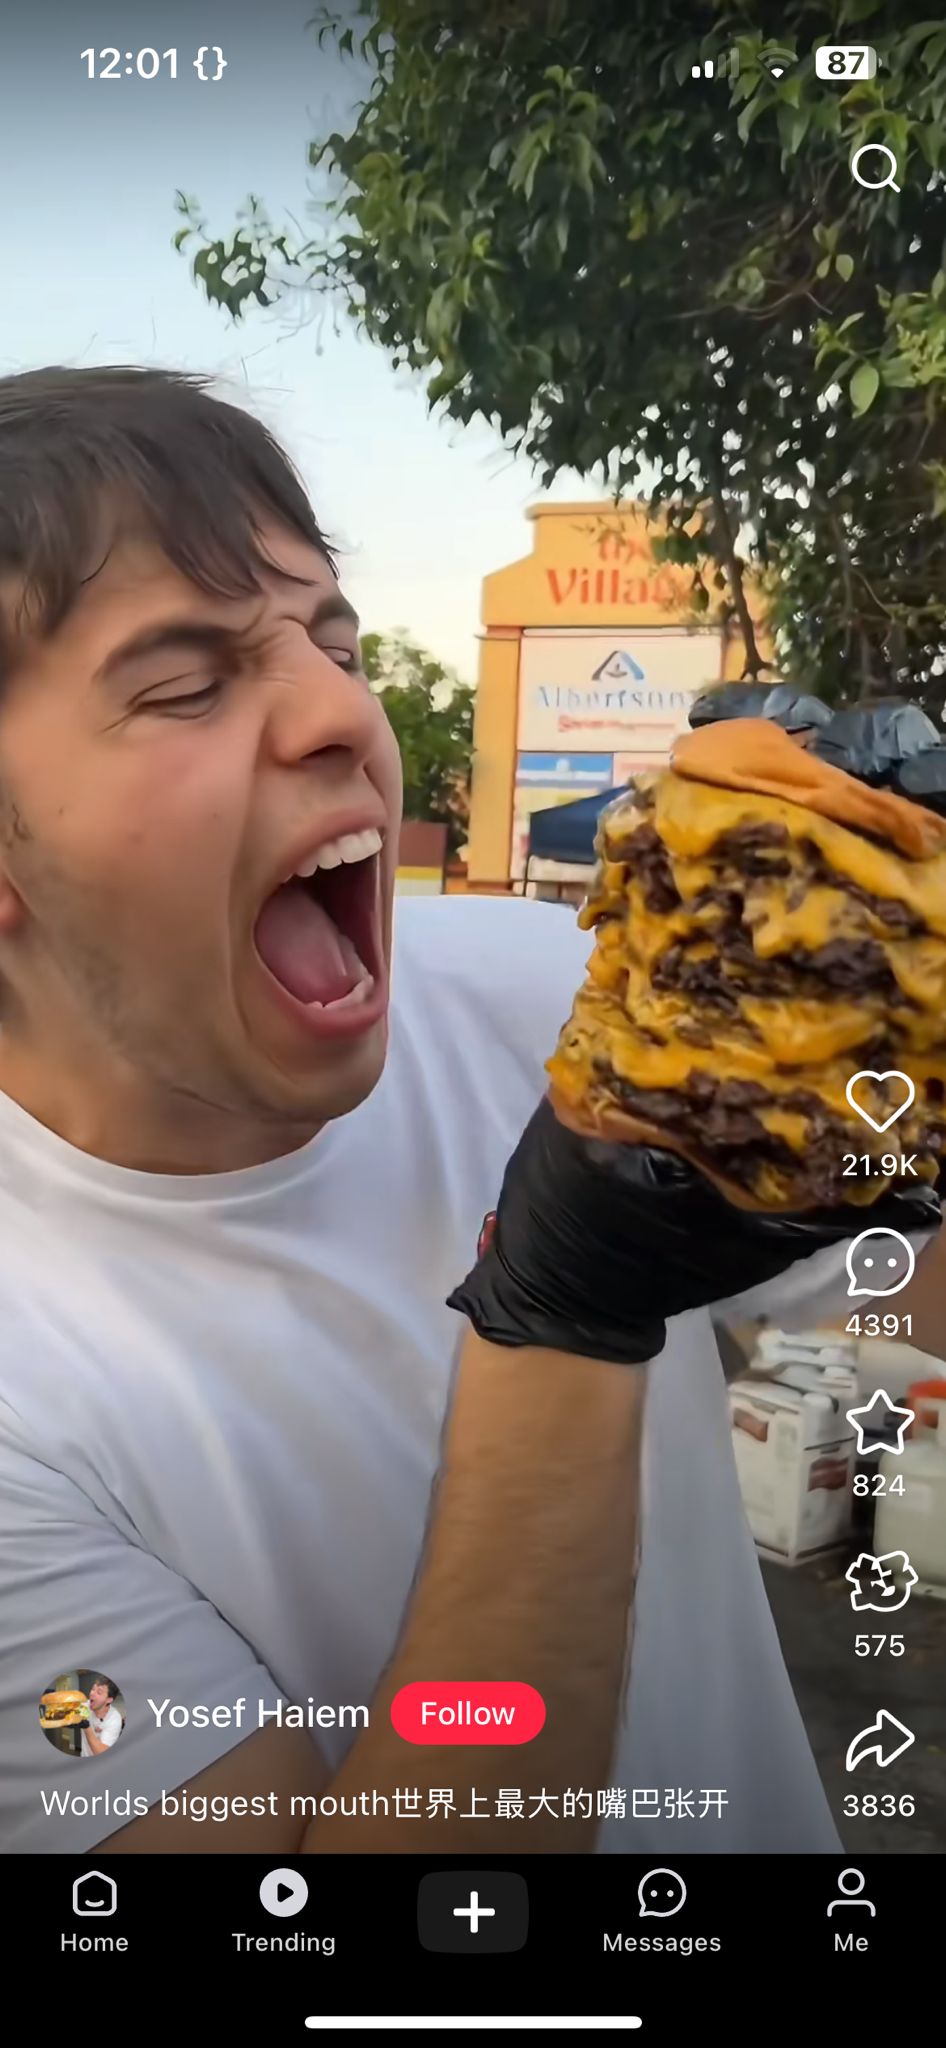 12:01 {}
87
the
Villa
Albertsons
21.9K
4391
824
575
Yosef Haiem
Follow
3836
Worlds biggest mouth世界上最大的嘴巴张开
Home
Trending
Messages
Me